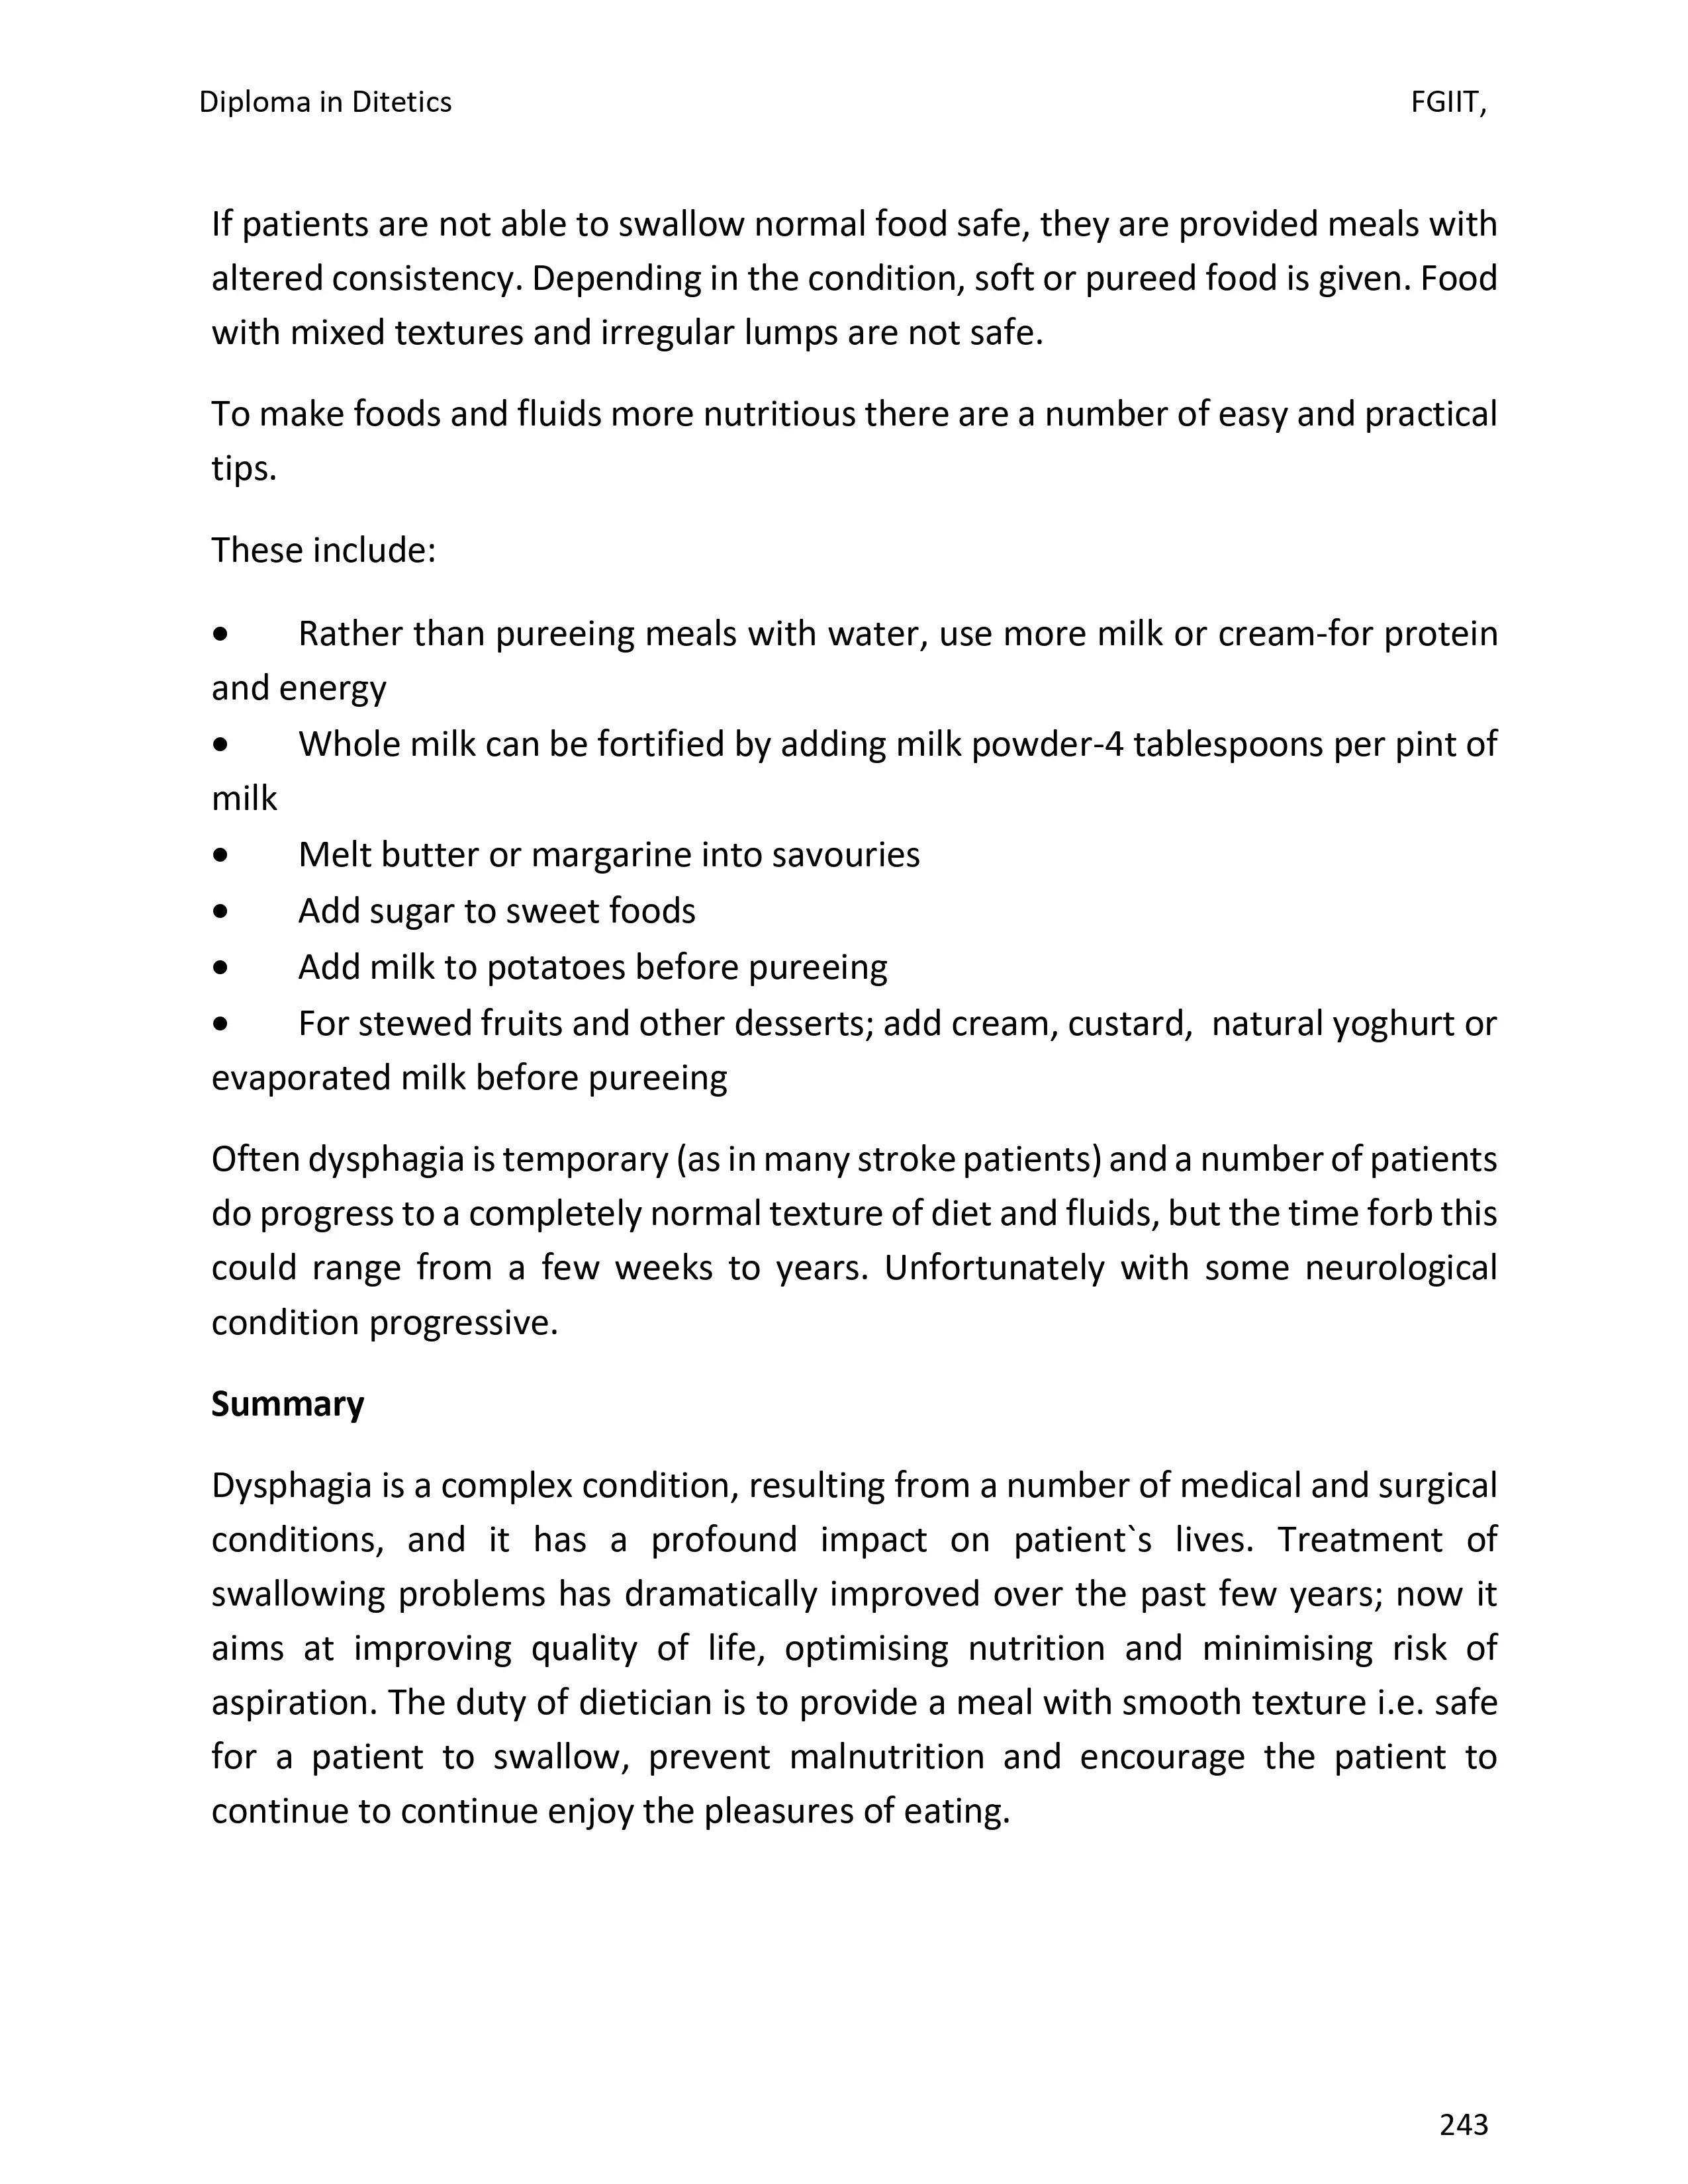 Diploma in Ditetics FGIIT,
If patients are not able to swallow normal food safe, they are provided meals with
altered consistency. Depending in the condition, soft or pureed food is given. Food
with mixed textures and irregular lumps are not safe.
To make foods and fluids more nutritious there are a number of easy and practical
tips.
These include:
• Rather than pureeing meals with water, use more milk or cream-for protein
and energy
• Whole milk can be fortified by adding milk powder-4 tablespoons per pint of
milk
• Melt butter or margarine into savouries
• Add sugar to sweet foods
• Add milk to potatoes before pureeing
• For stewed fruits and other desserts; add cream, custard,  natural yoghurt or
evaporated milk before pureeing
Often dysphagia is temporary (as in many stroke patients) and a number of patients
do progress to a completely normal texture of diet and fluids, but the time forb this
could range from a few weeks to years. Unfortunately with some neurological
condition progressive.
Summary
Dysphagia is a complex condition, resulting from a number of medical and surgical
conditions, and it has a profound impact on patient`s lives. Treatment of
swallowing problems has dramatically improved over the past few years; now it
aims at improving quality of life, optimising nutrition and minimising risk of
aspiration. The duty of dietician is to provide a meal with smooth texture i.e. safe
for a patient to swallow, prevent malnutrition and encourage the patient to
continue to continue enjoy the pleasures of eating.
243